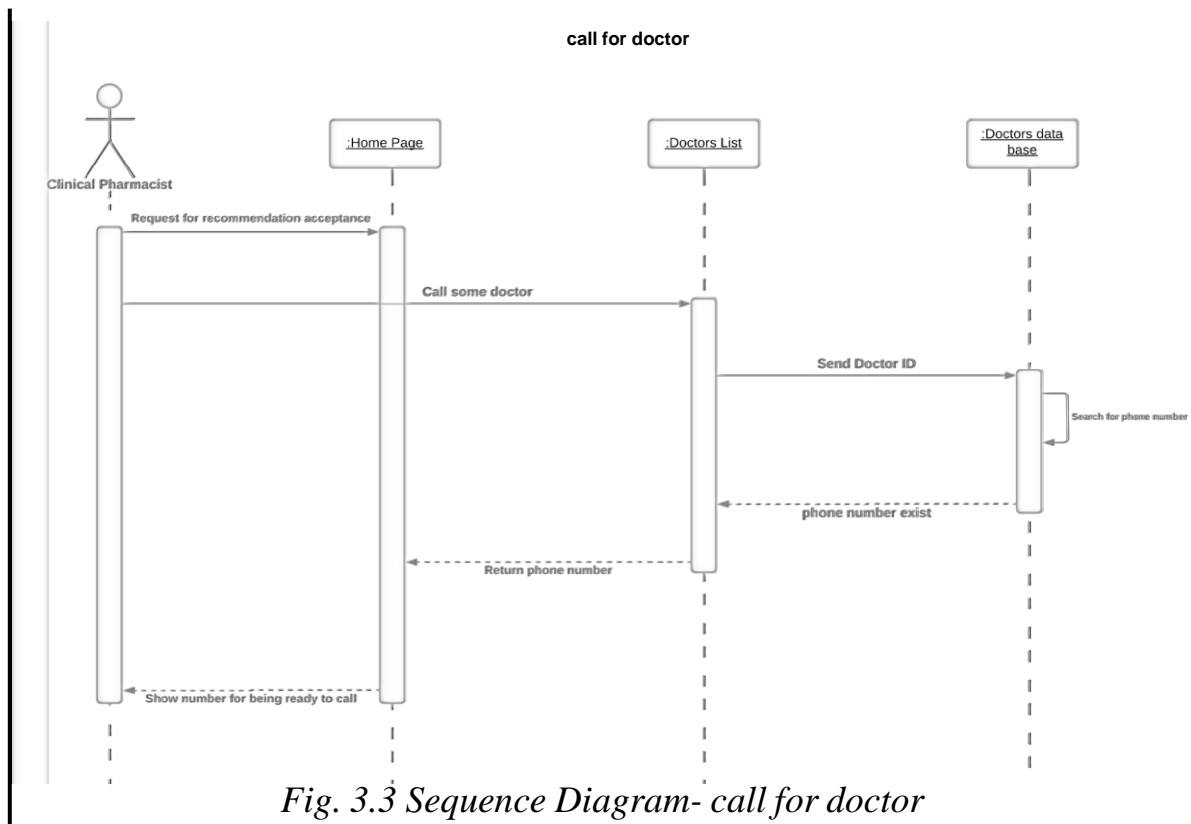 call for doctor
:Home Page
:Doctors List
:Doctors data
base
Clinical Pharmacist
Request for recommendation acceptance
Call some doctor
Send Doctor ID
Search for phone number
phone number exist
Return phone number
Show number for being ready to call
Fig. 3.3 Sequence Diagram- call for doctor